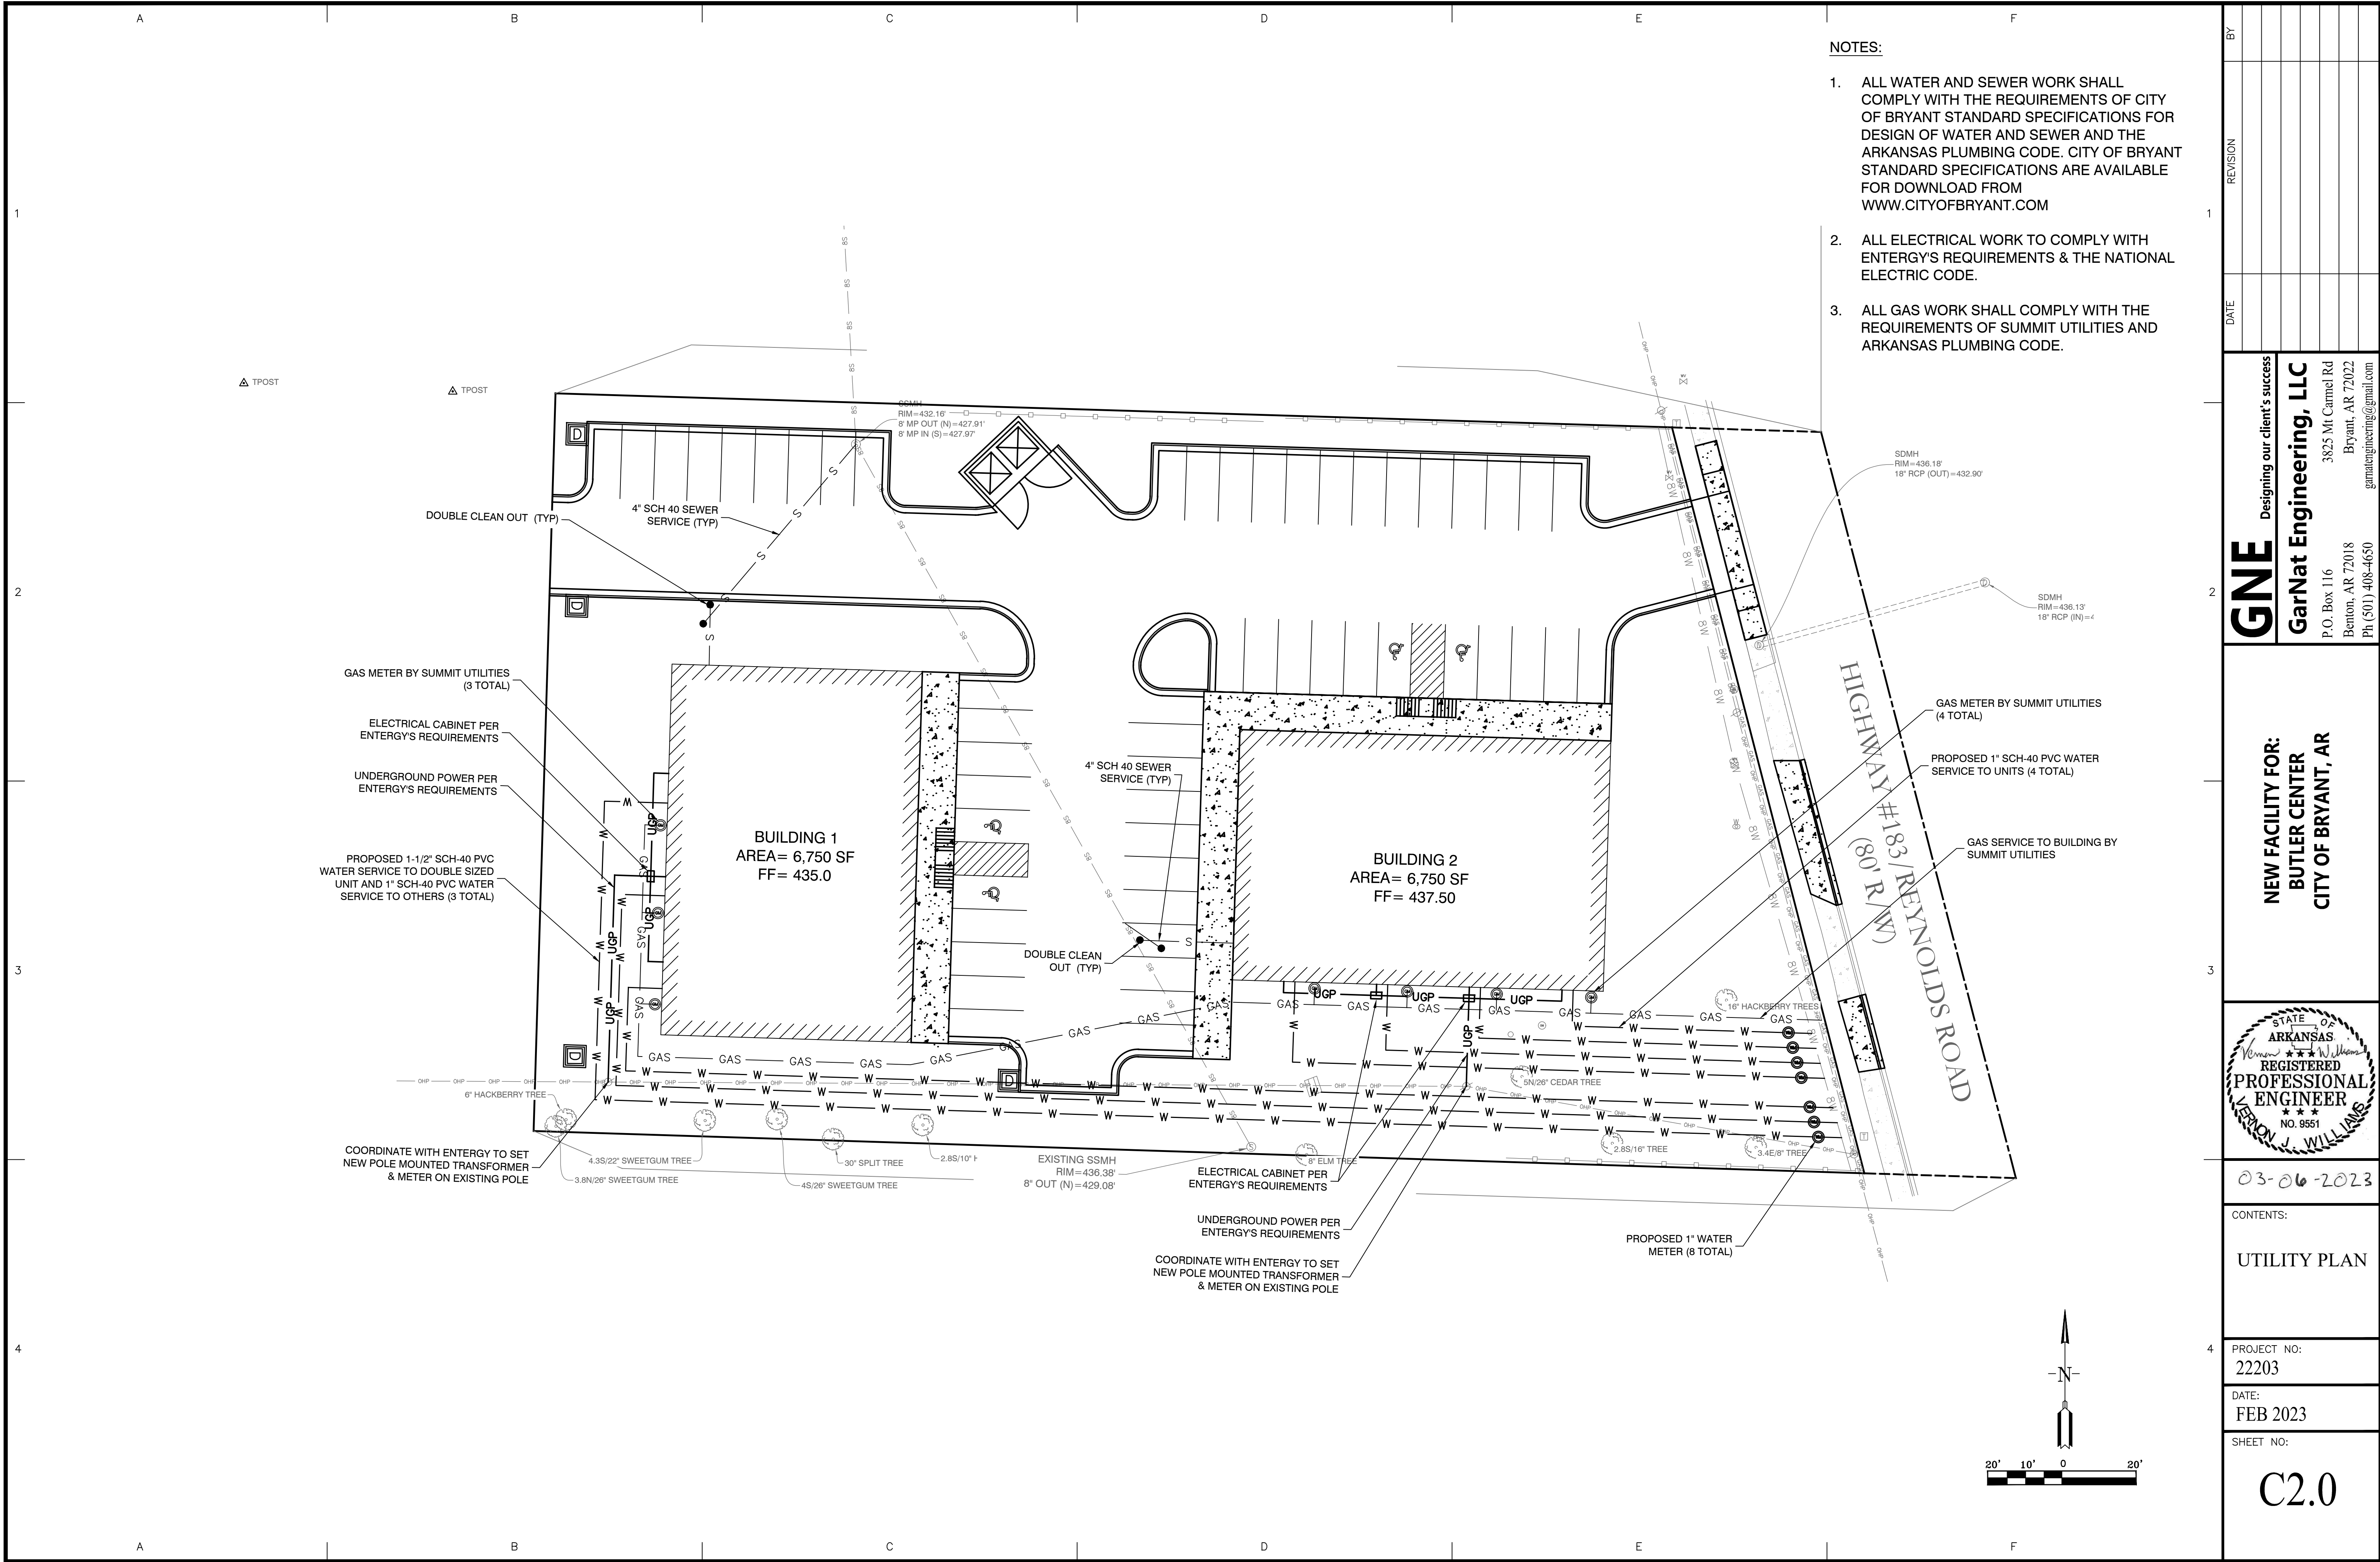 A B C D E F
NOTES:
1. ALL WATER AND SEWER WORK SHALL
COMPLY WITH THE REQUIREMENTS OF CITY
OF BRYANT STANDARD SPECIFICATIONS FOR
DESIGN OF WATER AND SEWER AND THE
ARKANSAS PLUMBING CODE. CITY OF BRYANT
STANDARD SPECIFICATIONS ARE AVAILABLE
FOR DOWNLOAD FROM
WWW.CITYOFBRYANT.COM
2. ALL ELECTRICAL WORK TO COMPLY WITH
ENTERGY'S REQUIREMENTS & THE NATIONAL
ELECTRIC CODE.
3. ALL GAS WORK SHALL COMPLY WITH THE
REQUIREMENTS OF SUMMIT UTILITIES AND
ARKANSAS PLUMBING CODE.
1
1
TPOST
TPOST
SSMH
RIM=432.16'
8' MP OUT (N)=427.91'
8' MP IN (S)=427.97'
SDMH
RIM=436.18'
18" RCP (OUT)=432.90'
DOUBLE CLEAN OUT (TYP)
4" SCH 40 SEWER
SERVICE (TYP)
2
2
SDMH
RIM=436.13'
18" RCP (IN)=
GAS METER BY SUMMIT UTILITIES
(3 TOTAL)
ELECTRICAL CABINET PER
ENTERGY'S REQUIREMENTS
UNDERGROUND POWER PER
ENTERGY'S REQUIREMENTS
PROPOSED 1-1/2" SCH-40 PVC
WATER SERVICE TO DOUBLE SIZED
UNIT AND 1" SCH-40 PVC WATER
SERVICE TO OTHERS (3 TOTAL)
BUILDING 1
AREA= 6,750 SF
FF= 435.0
4" SCH 40 SEWER
SERVICE (TYP)
DOUBLE CLEAN
OUT (TYP)
BUILDING 2
AREA= 6,750 SF
FF= 437.50
GAS METER BY SUMMIT UTILITIES
(4 TOTAL)
PROPOSED 1" SCH-40 PVC WATER
SERVICE TO UNITS (4 TOTAL)
GAS SERVICE TO BUILDING BY
SUMMIT UTILITIES
HIGHWAY #183/REYNOLDS ROAD
(80' R/W)
3
3
16" HACKBERRY TREES
5N/26" CEDAR TREE
6" HACKBERRY TREE
COORDINATE WITH ENTERGY TO SET
NEW POLE MOUNTED TRANSFORMER
& METER ON EXISTING POLE
4.3S/22" SWEETGUM TREE
3.8N/26" SWEETGUM TREE
30" SPLIT TREE
4S/26" SWEETGUM TREE
2.8S/10"
EXISTING SSMH
RIM=436.38'
8" OUT (N)=429.08'
8" ELM TREE
2.8S/16" TREE
3.4E/8" TREE
ELECTRICAL CABINET PER
ENTERGY'S REQUIREMENTS
UNDERGROUND POWER PER
ENTERGY'S REQUIREMENTS
COORDINATE WITH ENTERGY TO SET
NEW POLE MOUNTED TRANSFORMER
& METER ON EXISTING POLE
PROPOSED 1" WATER
METER (8 TOTAL)
4
4
-N-
20' 10' 0 20'
A B C D E F
BY
REVISION
DATE
GNE
Designing our client's success
GarNat Engineering, LLC
P.O. Box 116 3825 Mt Carmel Rd
Benton, AR 72018 Bryant, AR 72022
Ph (501) 408-4650 garnatengineering@gmail.com
NEW FACILITY FOR:
BUTLER CENTER
CITY OF BRYANT, AR
STATE OF
ARKANSAS
Vernon Williams
REGISTERED
PROFESSIONAL
ENGINEER
NO. 9551
VERNON J. WILLIAMS
03-06-2023
CONTENTS:
UTILITY PLAN
PROJECT NO:
22203
DATE:
FEB 2023
SHEET NO:
C2.0